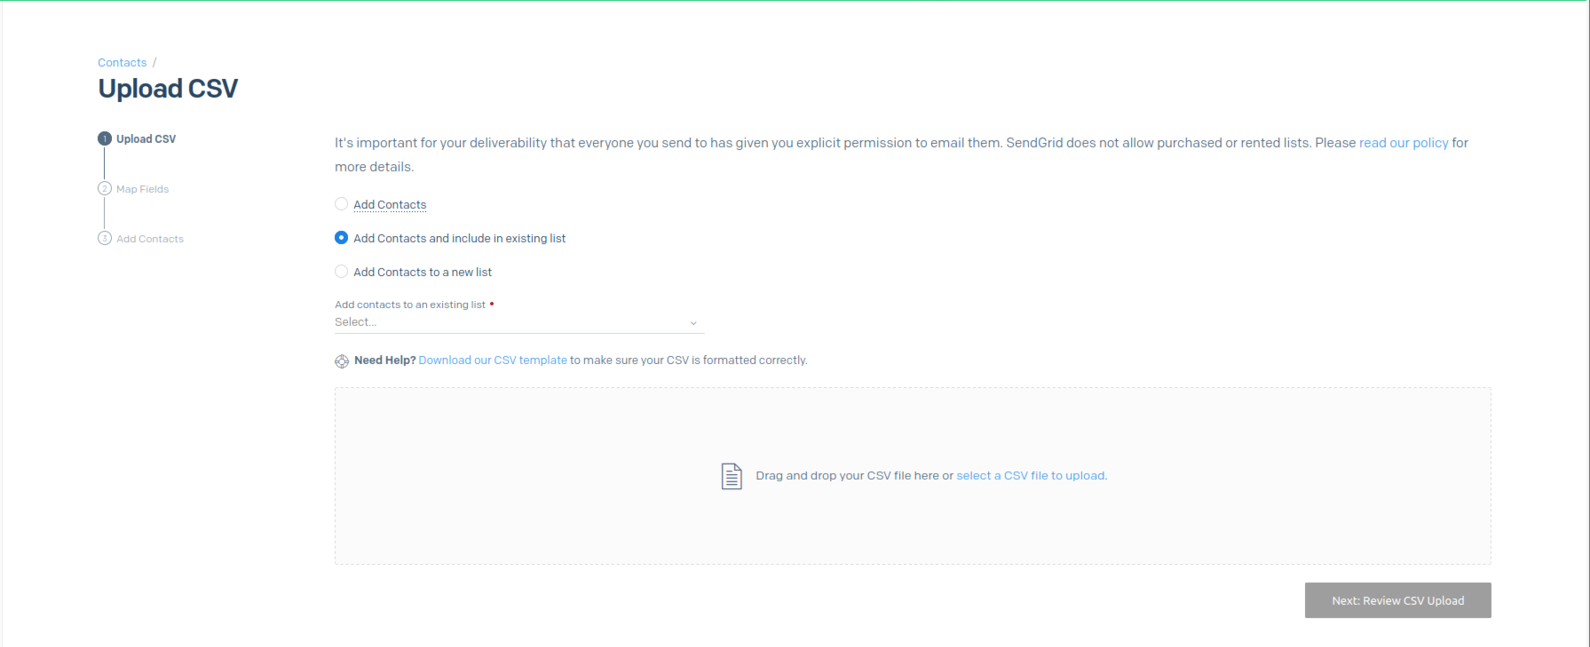 Contacts /
Upload CSV
1 Upload CSV
2 Map Fields
3 Add Contacts
It's important for your deliverability that everyone you send to has given you explicit permission to email them. SendGrid does not allow purchased or rented lists. Please read our policy for
more details.
Add Contacts
Add Contacts and include in existing list
Add Contacts to a new list
Add contacts to an existing list •
Select...
Need Help? Download our CSV template to make sure your CSV is formatted correctly.
Drag and drop your CSV file here or select a CSV file to upload.
Next: Review CSV Upload